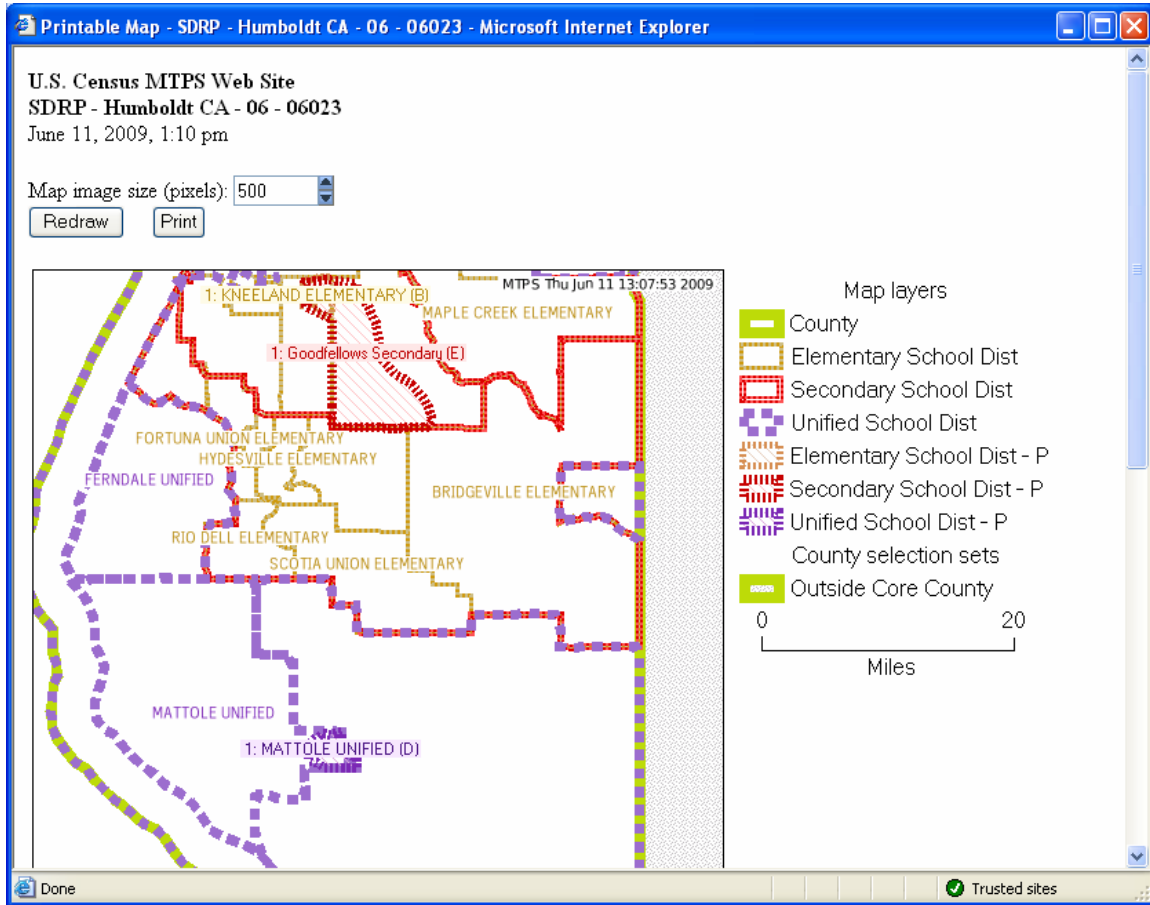 Printable Map - SDRP - Humboldt CA - 06 - 06023 - Microsoft Internet Explorer
U.S. Census MTPS Web Site
SDRP - Humboldt CA - 06 - 06023
June 11, 2009, 1:10 pm
Map image size (pixels): 500
Redraw Print
MTPS Thu Jun 11 13:07:53 2009
1: KNEELAND ELEMENTARY (B)
MAPLE CREEK ELEMENTARY
1: Goodfellows Secondary (E)
FORTUNA UNION ELEMENTARY
HYDESVILLE ELEMENTARY
FERNDALE UNIFIED
BRIDGEVILLE ELEMENTARY
RIO DELL ELEMENTARY
SCOTIA UNION ELEMENTARY
MATTOLE UNIFIED
1: MATTOLE UNIFIED (D)
Map layers
County
Elementary School Dist
Secondary School Dist
Unified School Dist
Elementary School Dist - P
Secondary School Dist - P
Unified School Dist - P
County selection sets
Outside Core County
0 20
Miles
Done
Trusted sites